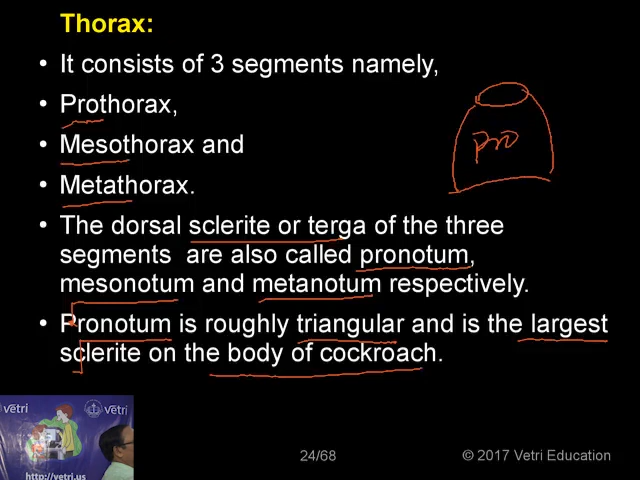 Thorax:
• It consists of 3 segments namely,
• Prothorax,
• Mesothorax and
• Metathorax.
pro
• The dorsal sclerite or terga of the three
segments are also called pronotum,
mesonotum and metanotum respectively.
• Pronotum is roughly triangular and is the largest
sclerite on the body of cockroach.
vetri
vetri
http://vetri.us
24/68
© 2017 Vetri Education